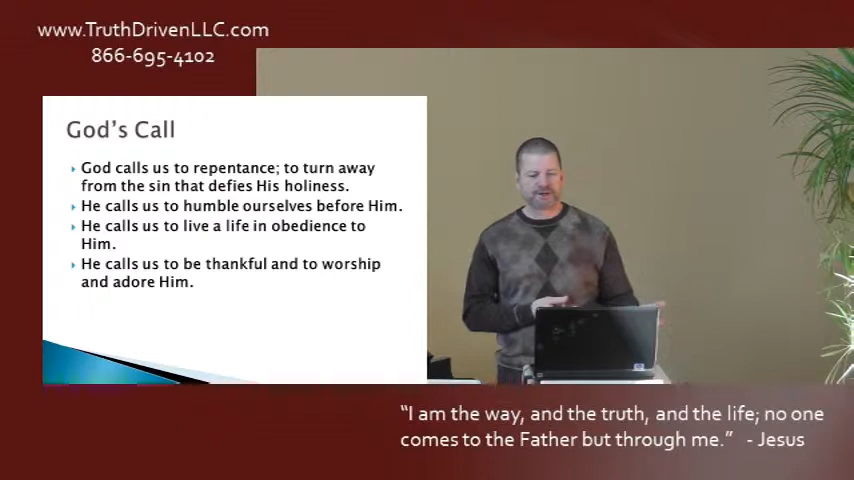 www.TruthDrivenLLC.com
866-695-4102
God's Call
God calls us to repentance; to turn away
from the sin that defies His holiness.
He calls us to humble ourselves before Him.
He calls us to live a life in obedience to
Him.
He calls us to be thankful and to worship
and adore Him.
"I am the way, and the truth, and the life; no one
comes to the Father but through me." - Jesus